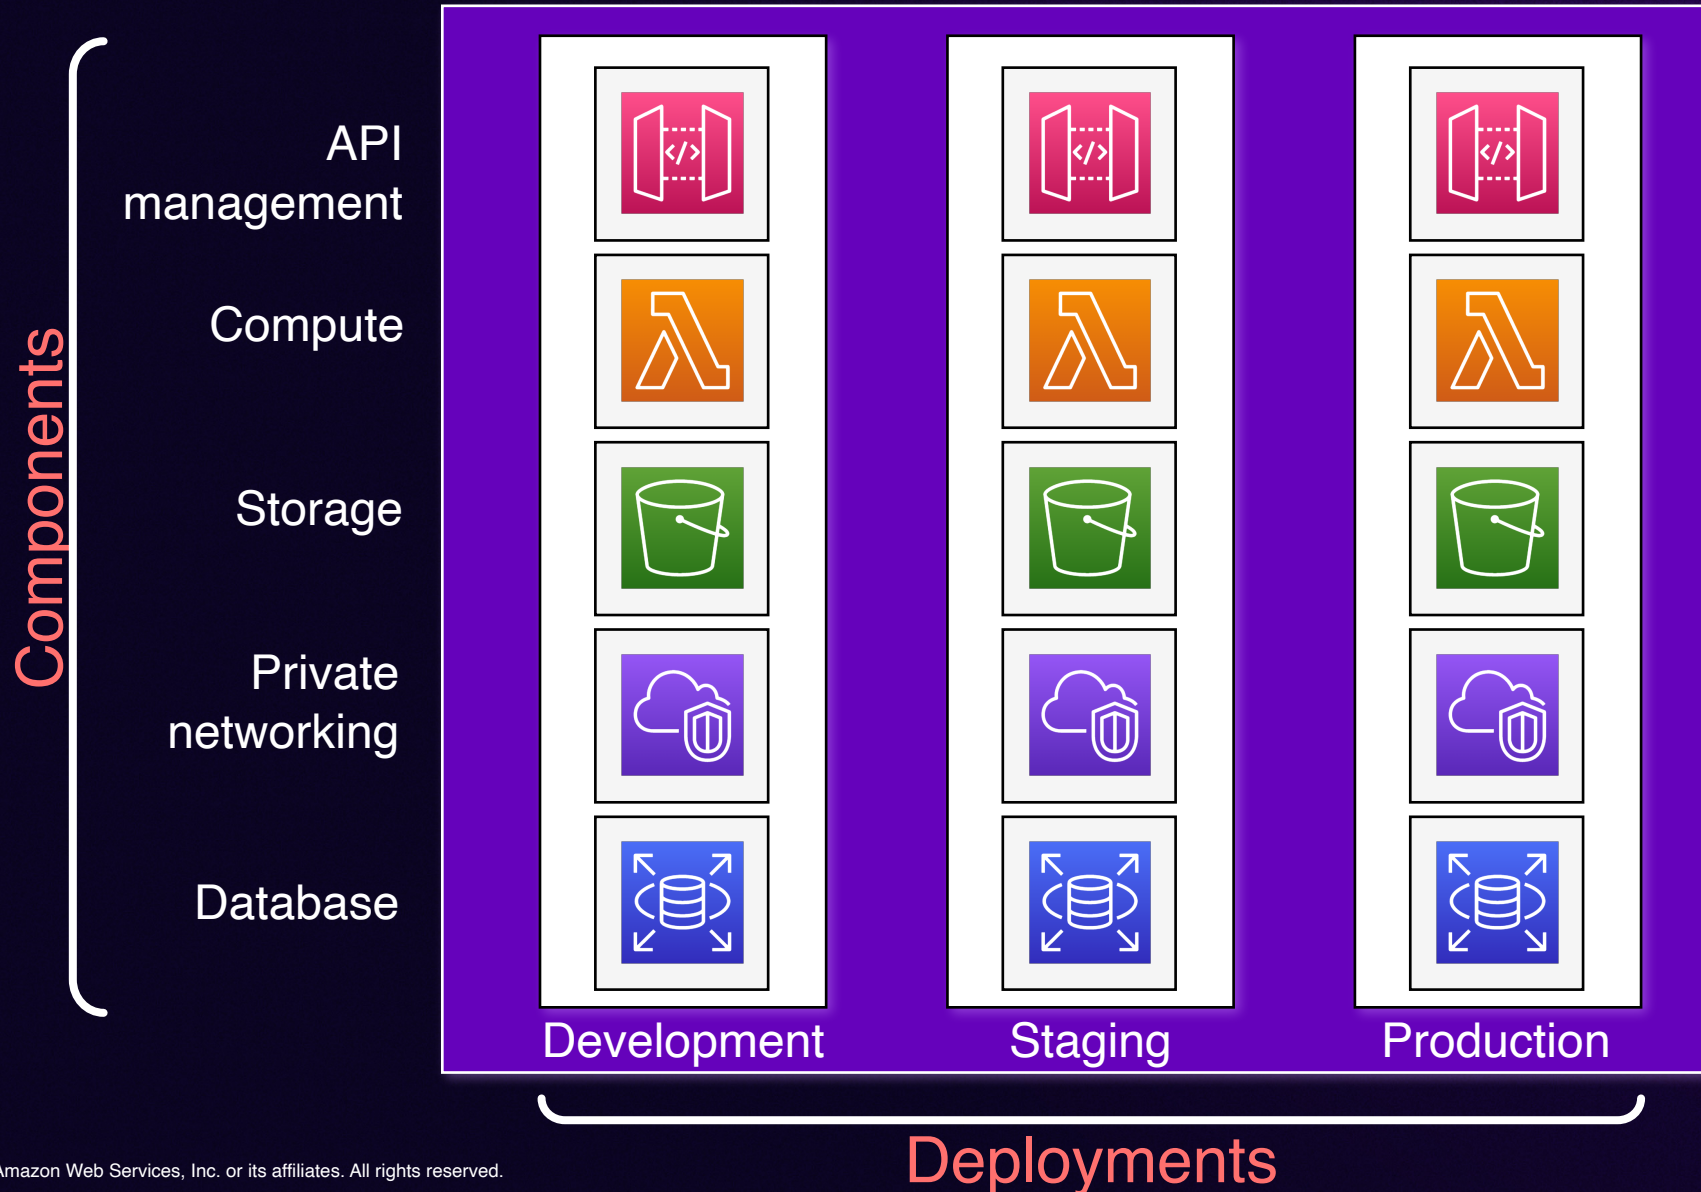 Components
API
management
Compute
Storage
Private
networking
Database
</>
</>
</>
Development
Staging
Production
Deployments
Amazon Web Services, Inc. or its affiliates. All rights reserved.